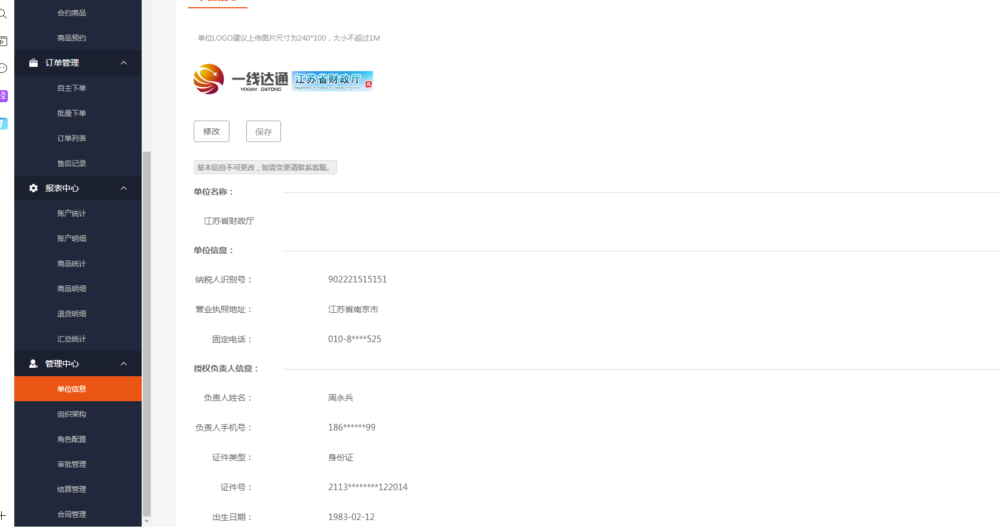 合约商品
商品预约
订单管理
自主下单
批量下单
订单列表
售后记录
报表中心
账户统计
账户明细
商品统计
商品明细
退货明细
汇总统计
管理中心
单位信息
组织架构
角色配置
审批管理
结算管理
合同管理
单位LOGO建议上传图片尺寸为240*100，大小不超过1M
一线达通
YIXIAN DATONG
江苏省财政厅
Department of Finance of Jiangsu Province
修改
保存
基本信息不可更改，如需变更请联系客服。
单位名称：
江苏省财政厅
单位信息：
纳税人识别号： 902221515151
营业执照地址： 江苏省南京市
固定电话： 010-8****525
授权负责人信息：
负责人姓名： 周永兵
负责人手机号： 186******99
证件类型： 身份证
证件号： 2113********122014
出生日期： 1983-02-12